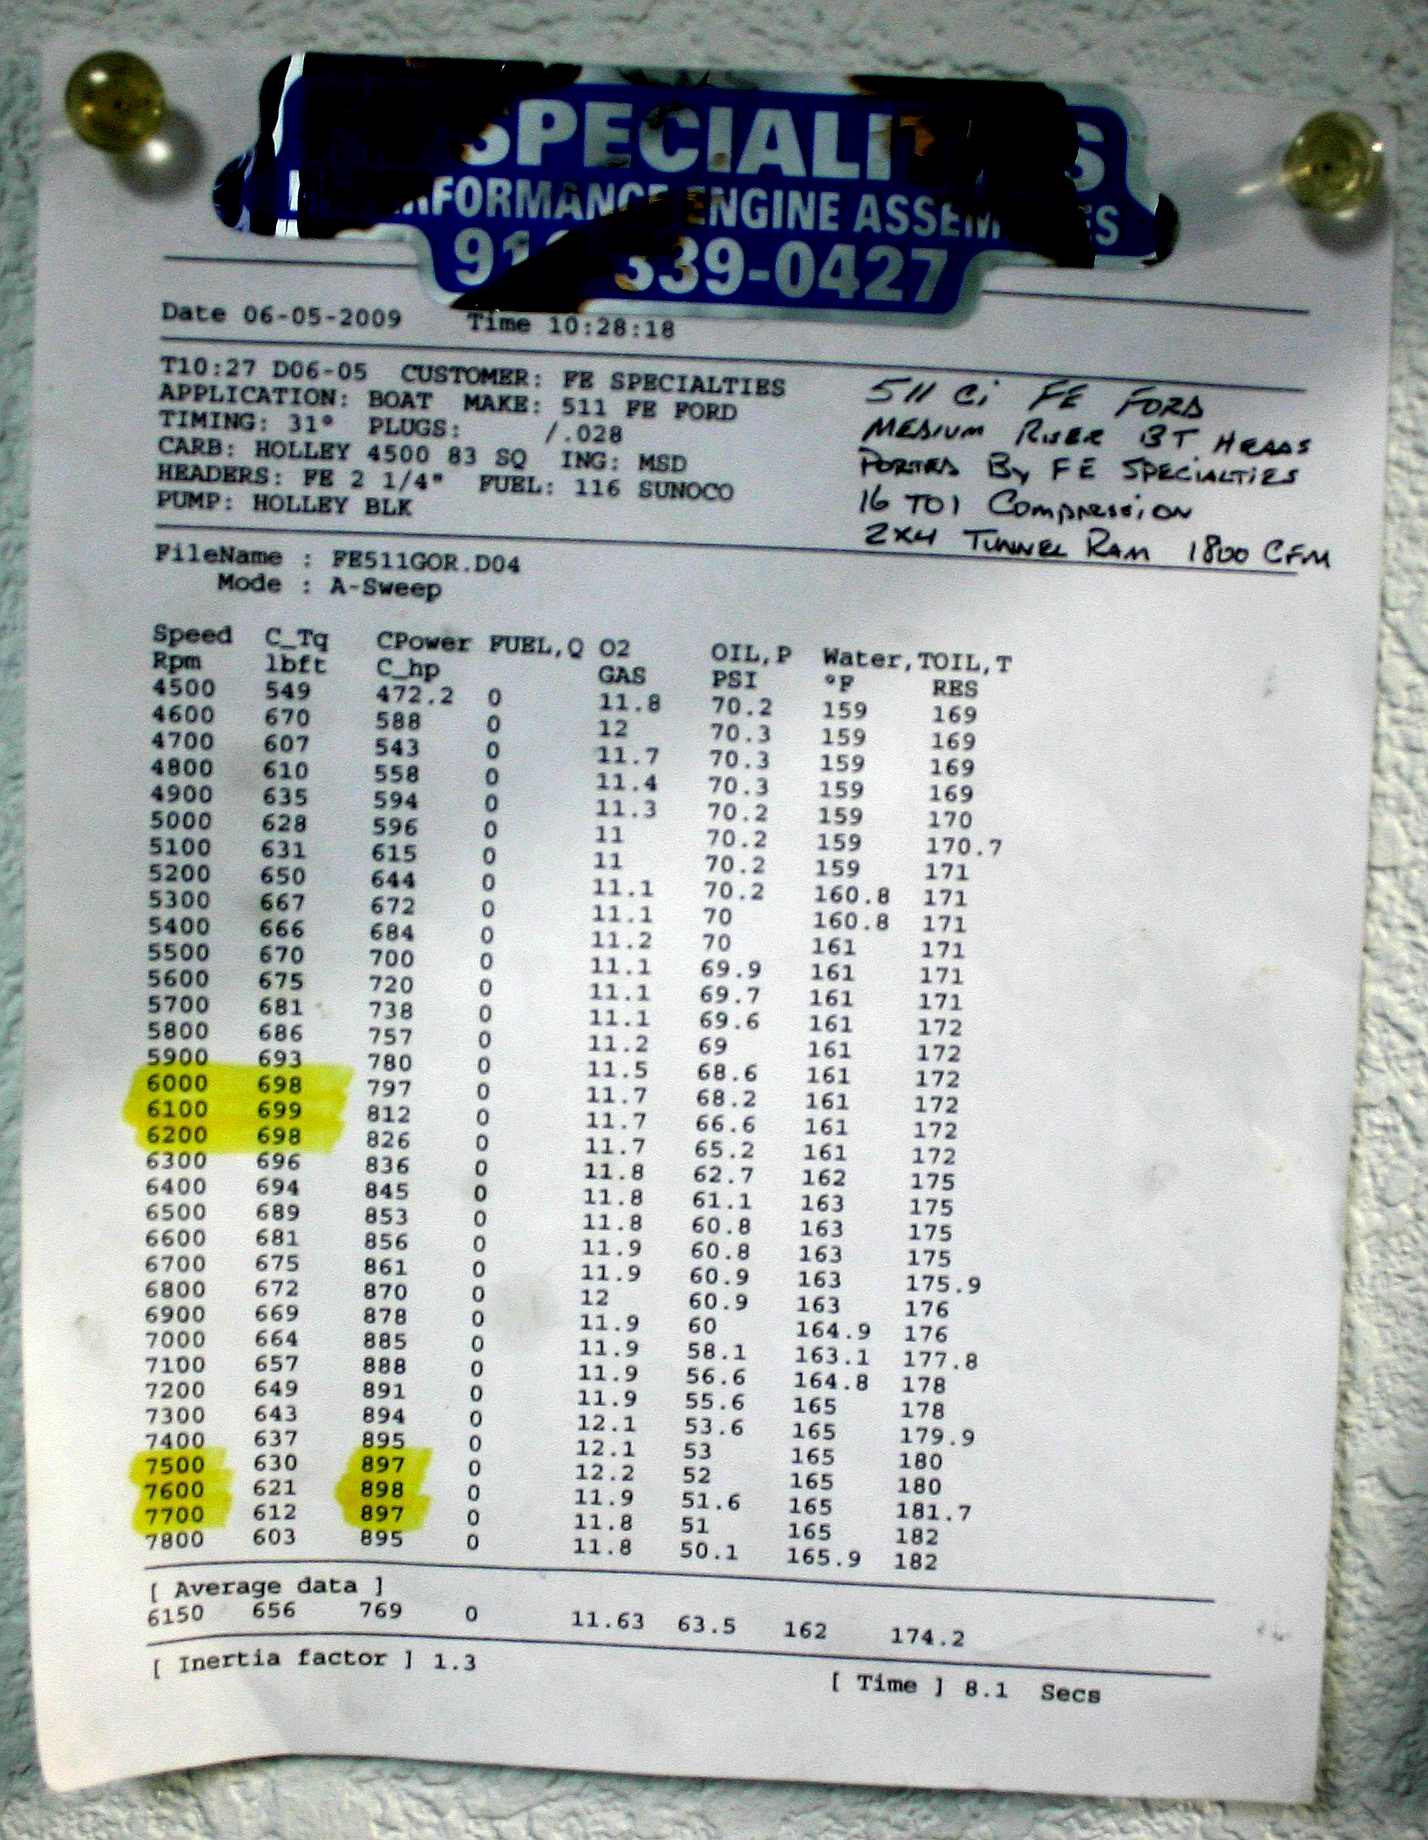 SPECIALITIES
ENGINE ASSEMBLIES
339-0427
Date 06-05-2009 Time 10:28:18
T10:27 D06-05 CUSTOMER: FE SPECIALTIES
APPLICATION: BOAT MAKE: 511 FE FORD
TIMING: 31° PLUGS: /.028
CARB: HOLLEY 4500 83 SQ ING: MSD
HEADERS: FE 2 1/4" FUEL: 116 SUNOCO
PUMP: HOLLEY BLK
511 Ci FE FORD
MEDIUM RISER BT HEADS
PORTED By FE SPECIALTIES
16 TO 1 Compression
2x4 TUNNEL RAM 1800 CFM
FileName : FE511GOR.D04
Mode : A-Sweep
Speed C_Tq CPower FUEL,Q O2 OIL,P Water,TOIL,T
Rpm lbft C_hp GAS PSI °F RES
4500 549 472.2 0 11.8 70.2 159 169
4600 670 588 0 12 70.3 159 169
4700 607 543 0 11.7 70.3 159 169
4800 610 558 0 11.4 70.3 159 169
4900 635 594 0 11.3 70.2 159 170
5000 628 596 0 11 70.2 159 170.7
5100 631 615 0 11 70.2 159 171
5200 650 644 0 11.1 70.2 160.8 171
5300 667 672 0 11.1 70 160.8 171
5400 666 684 0 11.2 70 161 171
5500 670 700 0 11.1 69.9 161 171
5600 675 720 0 11.1 69.7 161 171
5700 681 738 0 11.1 69.6 161 172
5800 686 757 0 11.2 69 161 172
5900 693 780 0 11.5 68.6 161 172
6000 698 797 0 11.7 68.2 161 172
6100 699 812 0 11.7 66.6 161 172
6200 698 826 0 11.7 65.2 161 172
6300 696 836 0 11.8 62.7 162 175
6400 694 845 0 11.8 61.1 163 175
6500 689 853 0 11.8 60.8 163 175
6600 681 856 0 11.9 60.8 163 175
6700 675 861 0 11.9 60.9 163 175.9
6800 672 870 0 12 60.9 163 176
6900 669 878 0 11.9 60 164.9 176
7000 664 885 0 11.9 58.1 163.1 177.8
7100 657 888 0 11.9 56.6 164.8 178
7200 649 891 0 11.9 55.6 165 178
7300 643 894 0 12.1 53.6 165 179.9
7400 637 895 0 12.1 53 165 180
7500 630 897 0 12.2 52 165 180
7600 621 898 0 11.9 51.6 165 181.7
7700 612 897 0 11.8 51 165 182
7800 603 895 0 11.8 50.1 165.9 182
[ Average data ]
6150 656 769 0 11.63 63.5 162 174.2
[ Inertia factor ] 1.3
[ Time ] 8.1 Secs